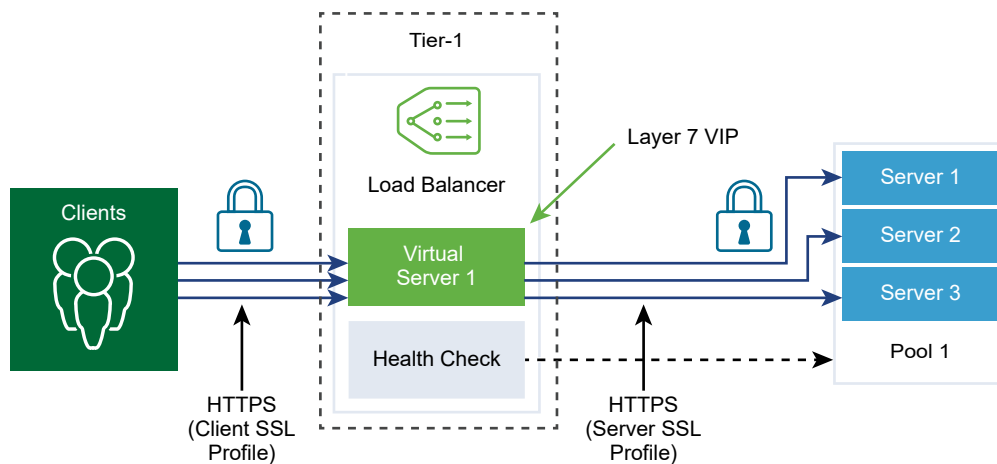 Tier-1
Load Balancer
Layer 7 VIP
Clients
Virtual
Server 1
Server 1
Server 2
Server 3
Health Check
Pool 1
HTTPS
(Client SSL
Profile)
HTTPS
(Server SSL
Profile)